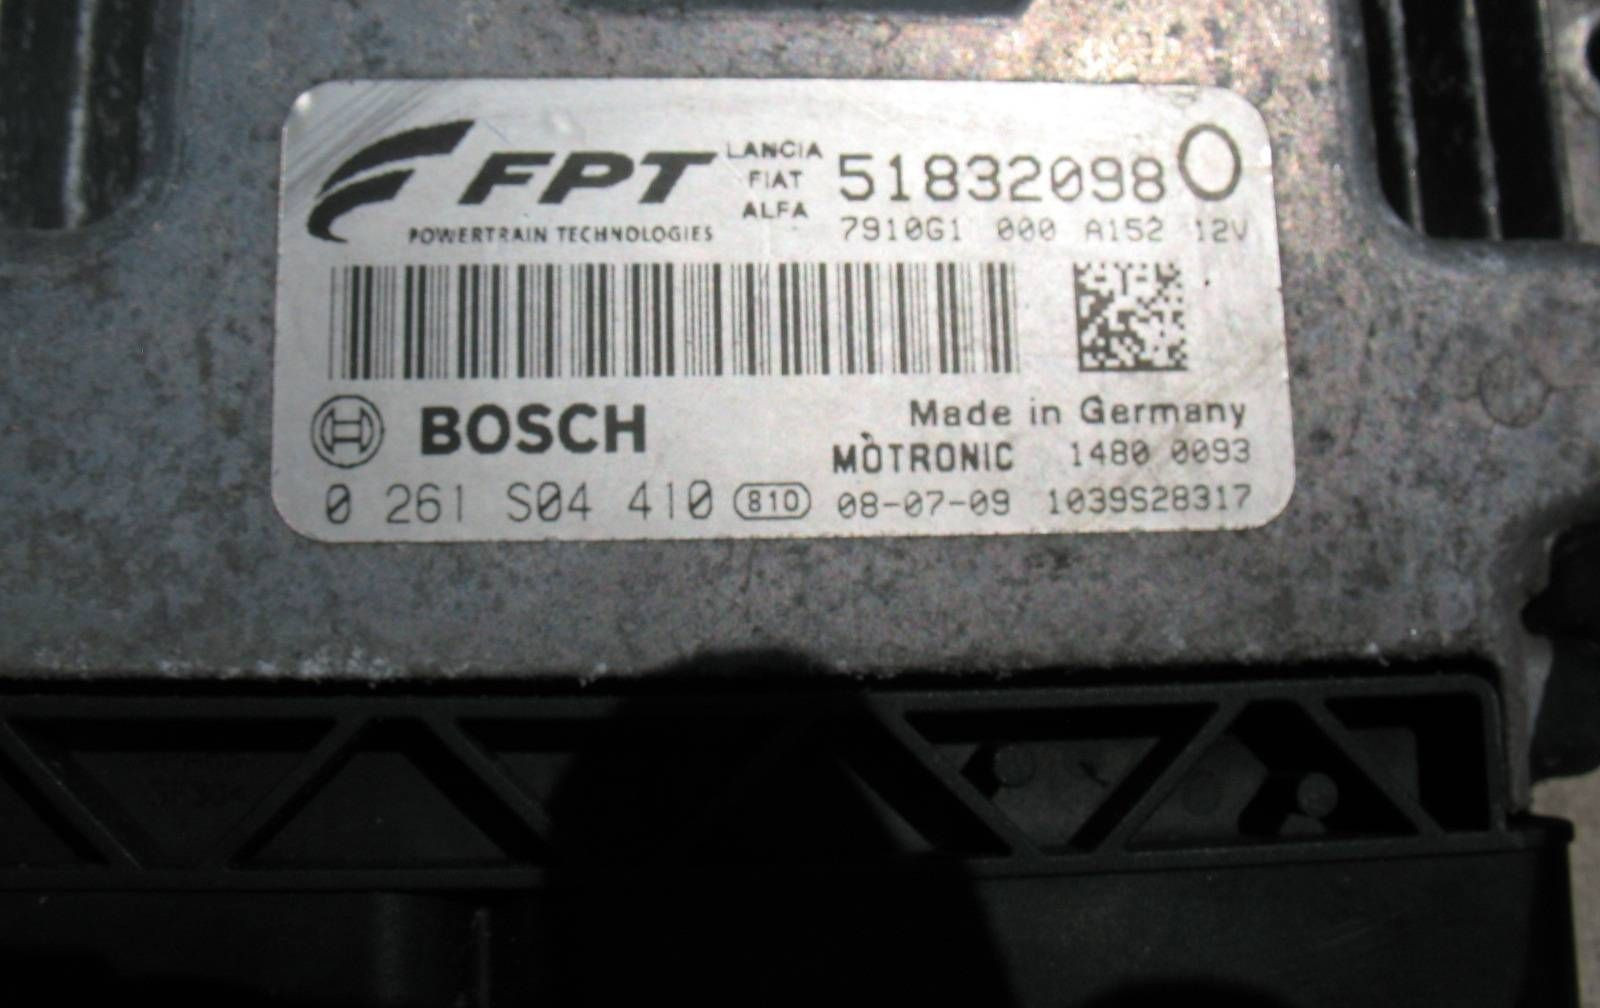 FPT
POWERTRAIN TECHNOLOGIES
LANCIA
FIAT
ALFA
51832098 0
7910G1 000 A152 12V
BOSCH
Made in Germany
MOTRONIC 1480 0093
0 261 S04 410 810 08-07-09 1039S28317